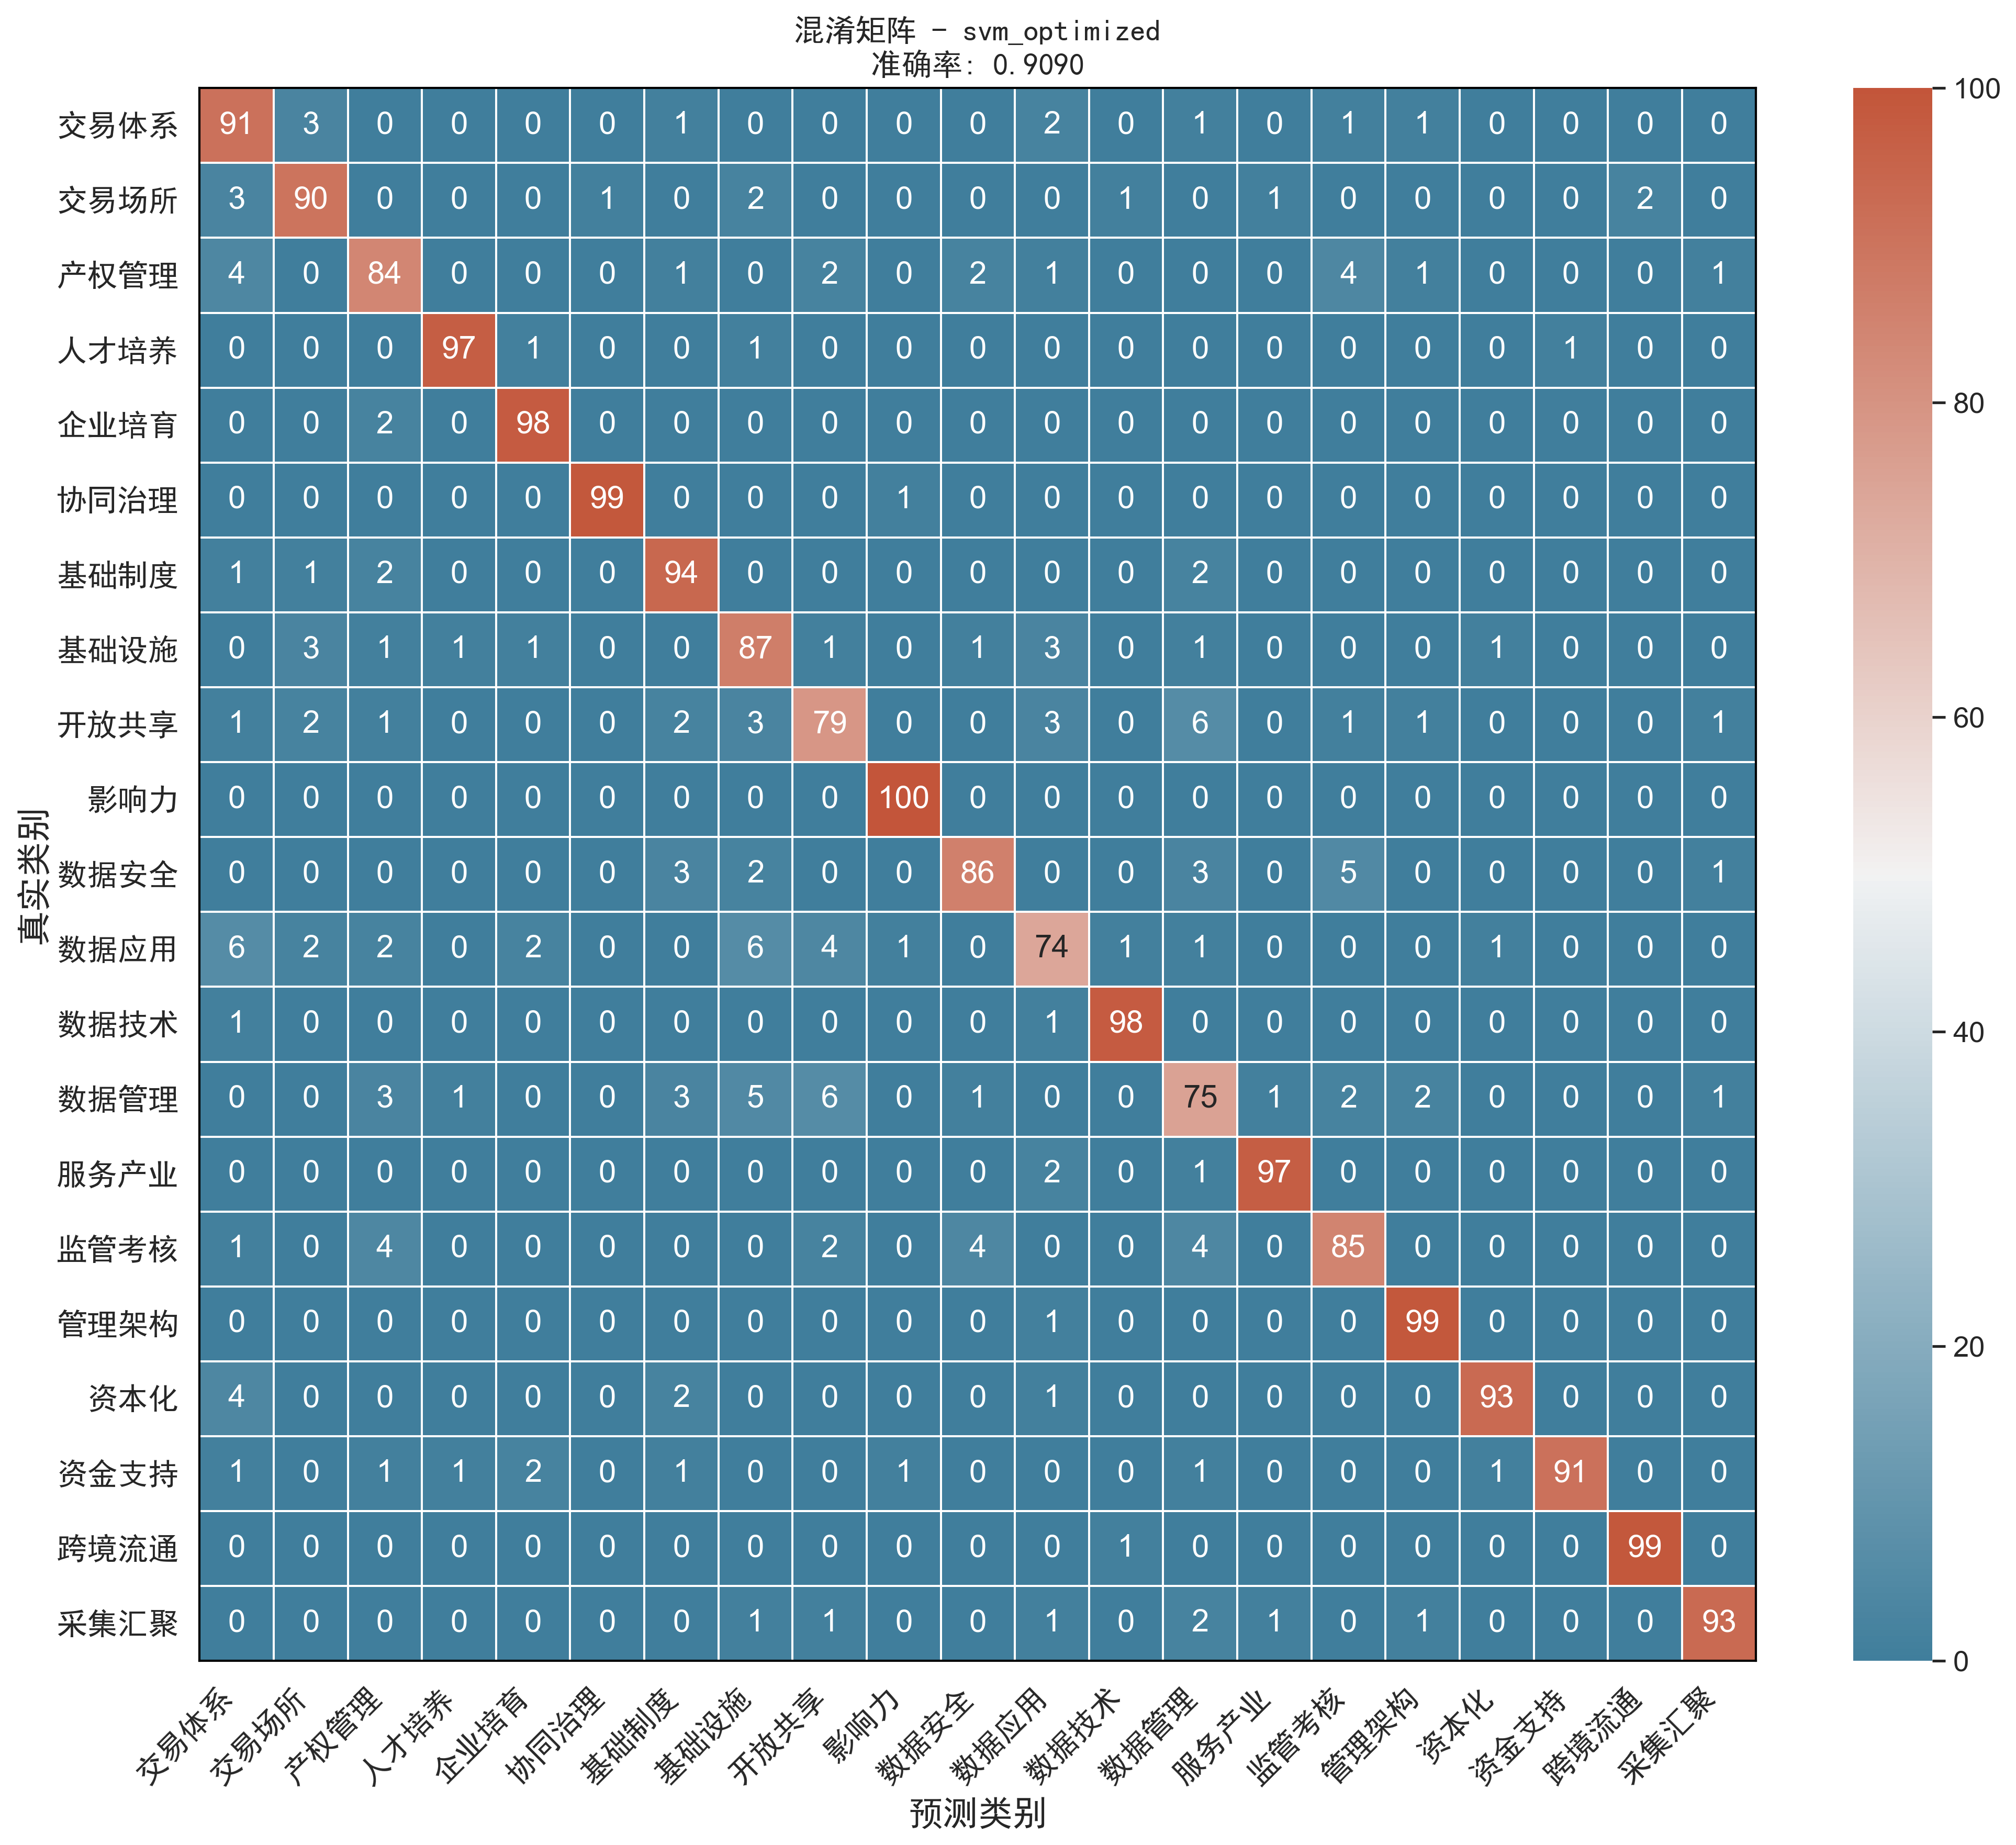 混淆矩阵 - svm_optimized
准确率: 0.9090
交易体系 91 3 0 0 0 0 1 0 0 0 0 2 0 1 0 1 1 0 0 0 0
交易场所 3 90 0 0 0 1 0 2 0 0 0 0 1 0 1 0 0 0 0 2 0
产权管理 4 0 84 0 0 0 1 0 2 0 2 1 0 0 0 4 1 0 0 0 1
人才培养 0 0 0 97 1 0 0 1 0 0 0 0 0 0 0 0 0 0 1 0 0
企业培育 0 0 2 0 98 0 0 0 0 0 0 0 0 0 0 0 0 0 0 0 0
协同治理 0 0 0 0 0 99 0 0 0 1 0 0 0 0 0 0 0 0 0 0 0
基础制度 1 1 2 0 0 0 94 0 0 0 0 0 0 2 0 0 0 0 0 0 0
基础设施 0 3 1 1 1 0 0 87 1 0 1 3 0 1 0 0 0 1 0 0 0
开放共享 1 2 1 0 0 0 2 3 79 0 0 3 0 6 0 1 1 0 0 0 1
影响力 0 0 0 0 0 0 0 0 0 100 0 0 0 0 0 0 0 0 0 0 0
数据安全 0 0 0 0 0 0 3 2 0 0 86 0 0 3 0 5 0 0 0 0 1
数据应用 6 2 2 0 2 0 0 6 4 1 0 74 1 1 0 0 0 1 0 0 0
数据技术 1 0 0 0 0 0 0 0 0 0 0 1 98 0 0 0 0 0 0 0 0
数据管理 0 0 3 1 0 0 3 5 6 0 1 0 0 75 1 2 2 0 0 0 1
服务产业 0 0 0 0 0 0 0 0 0 0 0 2 0 1 97 0 0 0 0 0 0
监管考核 1 0 4 0 0 0 0 0 2 0 4 0 0 4 0 85 0 0 0 0 0
管理架构 0 0 0 0 0 0 0 0 0 0 0 1 0 0 0 0 99 0 0 0 0
资本化 4 0 0 0 0 0 2 0 0 0 0 1 0 0 0 0 0 93 0 0 0
资金支持 1 0 1 1 2 0 1 0 0 1 0 0 0 1 0 0 0 1 91 0 0
跨境流通 0 0 0 0 0 0 0 0 0 0 0 0 1 0 0 0 0 0 0 99 0
采集汇聚 0 0 0 0 0 0 0 1 1 0 0 1 0 2 1 0 1 0 0 0 93
交易体系 交易场所 产权管理 人才培养 企业培育 协同治理 基础制度 基础设施 开放共享 影响力 数据安全 数据应用 数据技术 数据管理 服务产业 监管考核 管理架构 资本化 资金支持 跨境流通 采集汇聚
预测类别
真实类别
100
80
60
40
20
0